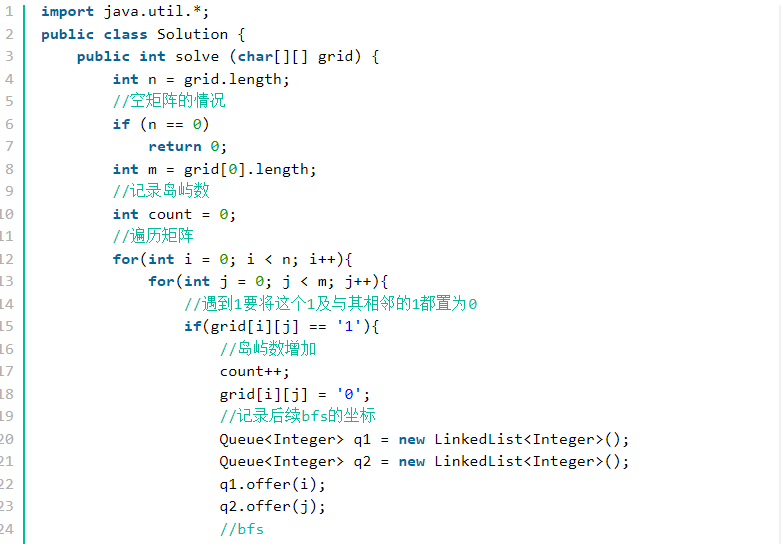 1 import java.util.*;
2 public class Solution {
3     public int solve (char[][] grid) {
4         int n = grid.length;
5         //空矩阵的情况
6         if (n == 0)
7             return 0;
8         int m = grid[0].length;
9         //记录岛屿数
10         int count = 0;
11         //遍历矩阵
12         for(int i = 0; i < n; i++){
13             for(int j = 0; j < m; j++){
14                 //遇到1要将这个1及与其相邻的1都置为0
15                 if(grid[i][j] == '1'){
16                     //岛屿数增加
17                     count++;
18                     grid[i][j] = '0';
19                     //记录后续bfs的坐标
20                     Queue<Integer> q1 = new LinkedList<Integer>();
21                     Queue<Integer> q2 = new LinkedList<Integer>();
22                     q1.offer(i);
23                     q2.offer(j);
24                     //bfs